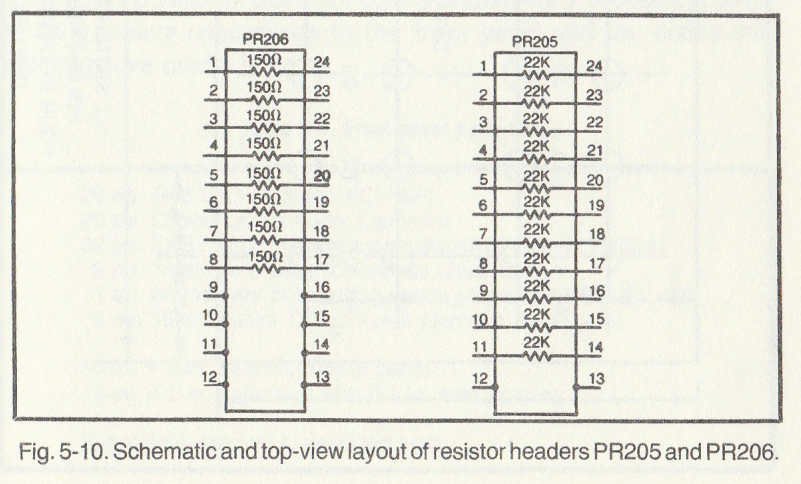 PR206
1 150Ω 24
2 150Ω 23
3 150Ω 22
4 150Ω 21
5 150Ω 20
6 150Ω 19
7 150Ω 18
8 150Ω 17
9 16
10 15
11 14
12 13
PR205
1 22K 24
2 22K 23
3 22K 22
4 22K 21
5 22K 20
6 22K 19
7 22K 18
8 22K 17
9 22K 16
10 22K 15
11 22K 14
12 13
Fig. 5-10. Schematic and top-view layout of resistor headers PR205 and PR206.